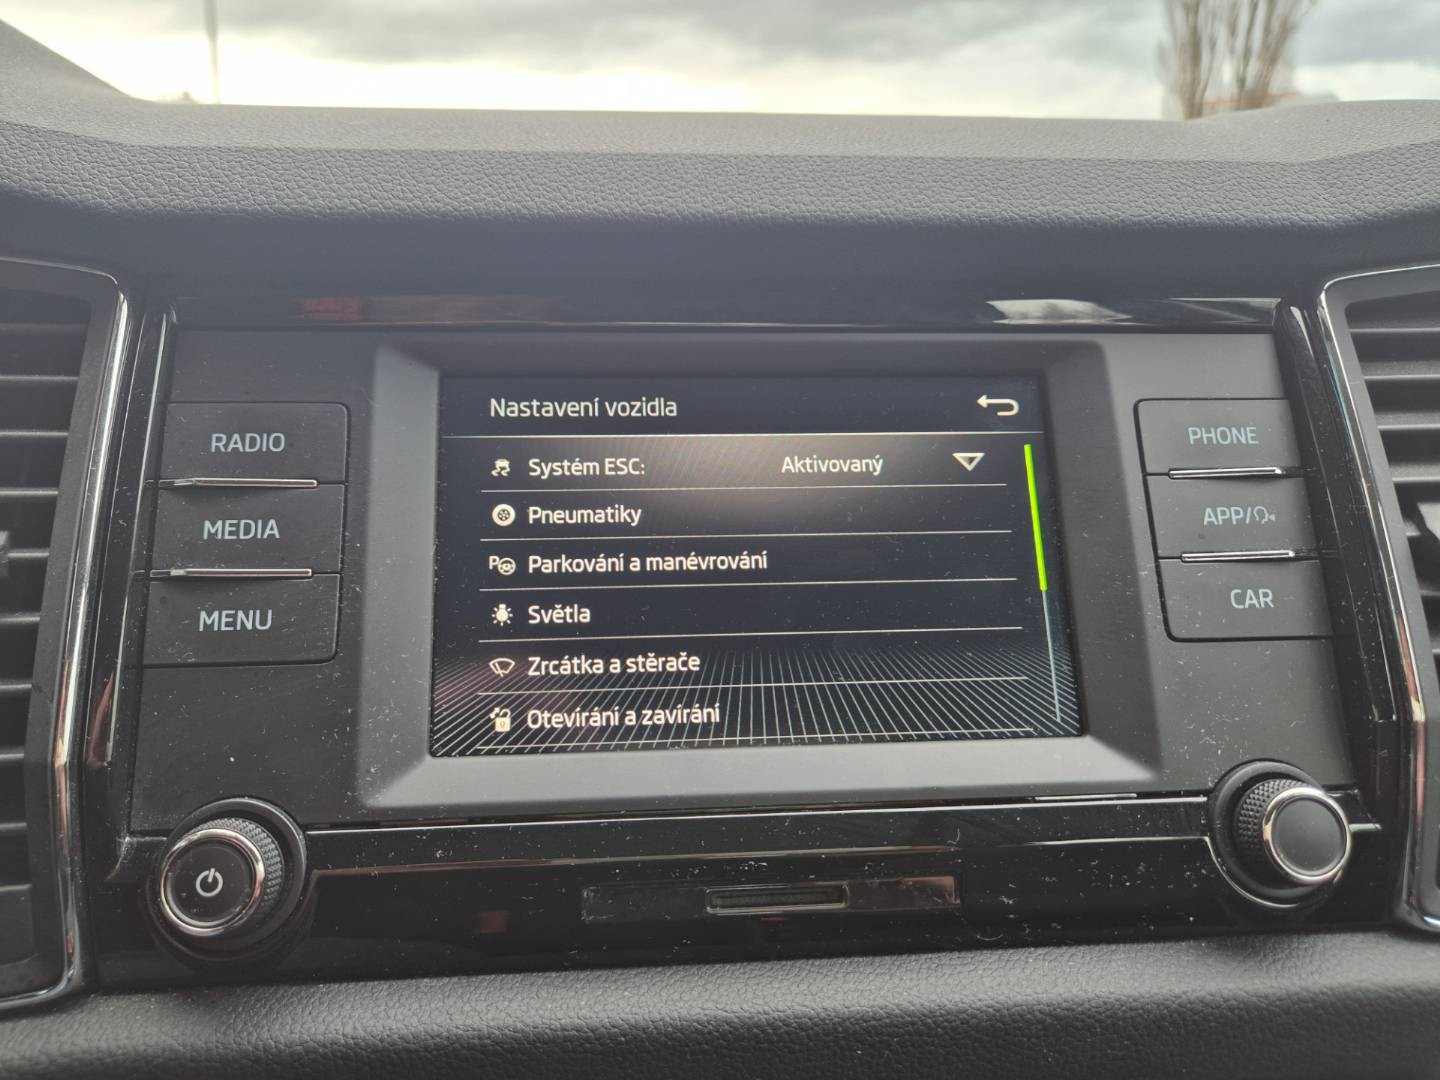 Nastavení vozidla
Systém ESC: Aktivovaný
Pneumatiky
Parkování a manévrování
Světla
Zrcátka a stěrače
Otevírání a zavírání
RADIO
MEDIA
MENU
PHONE
APP/
CAR